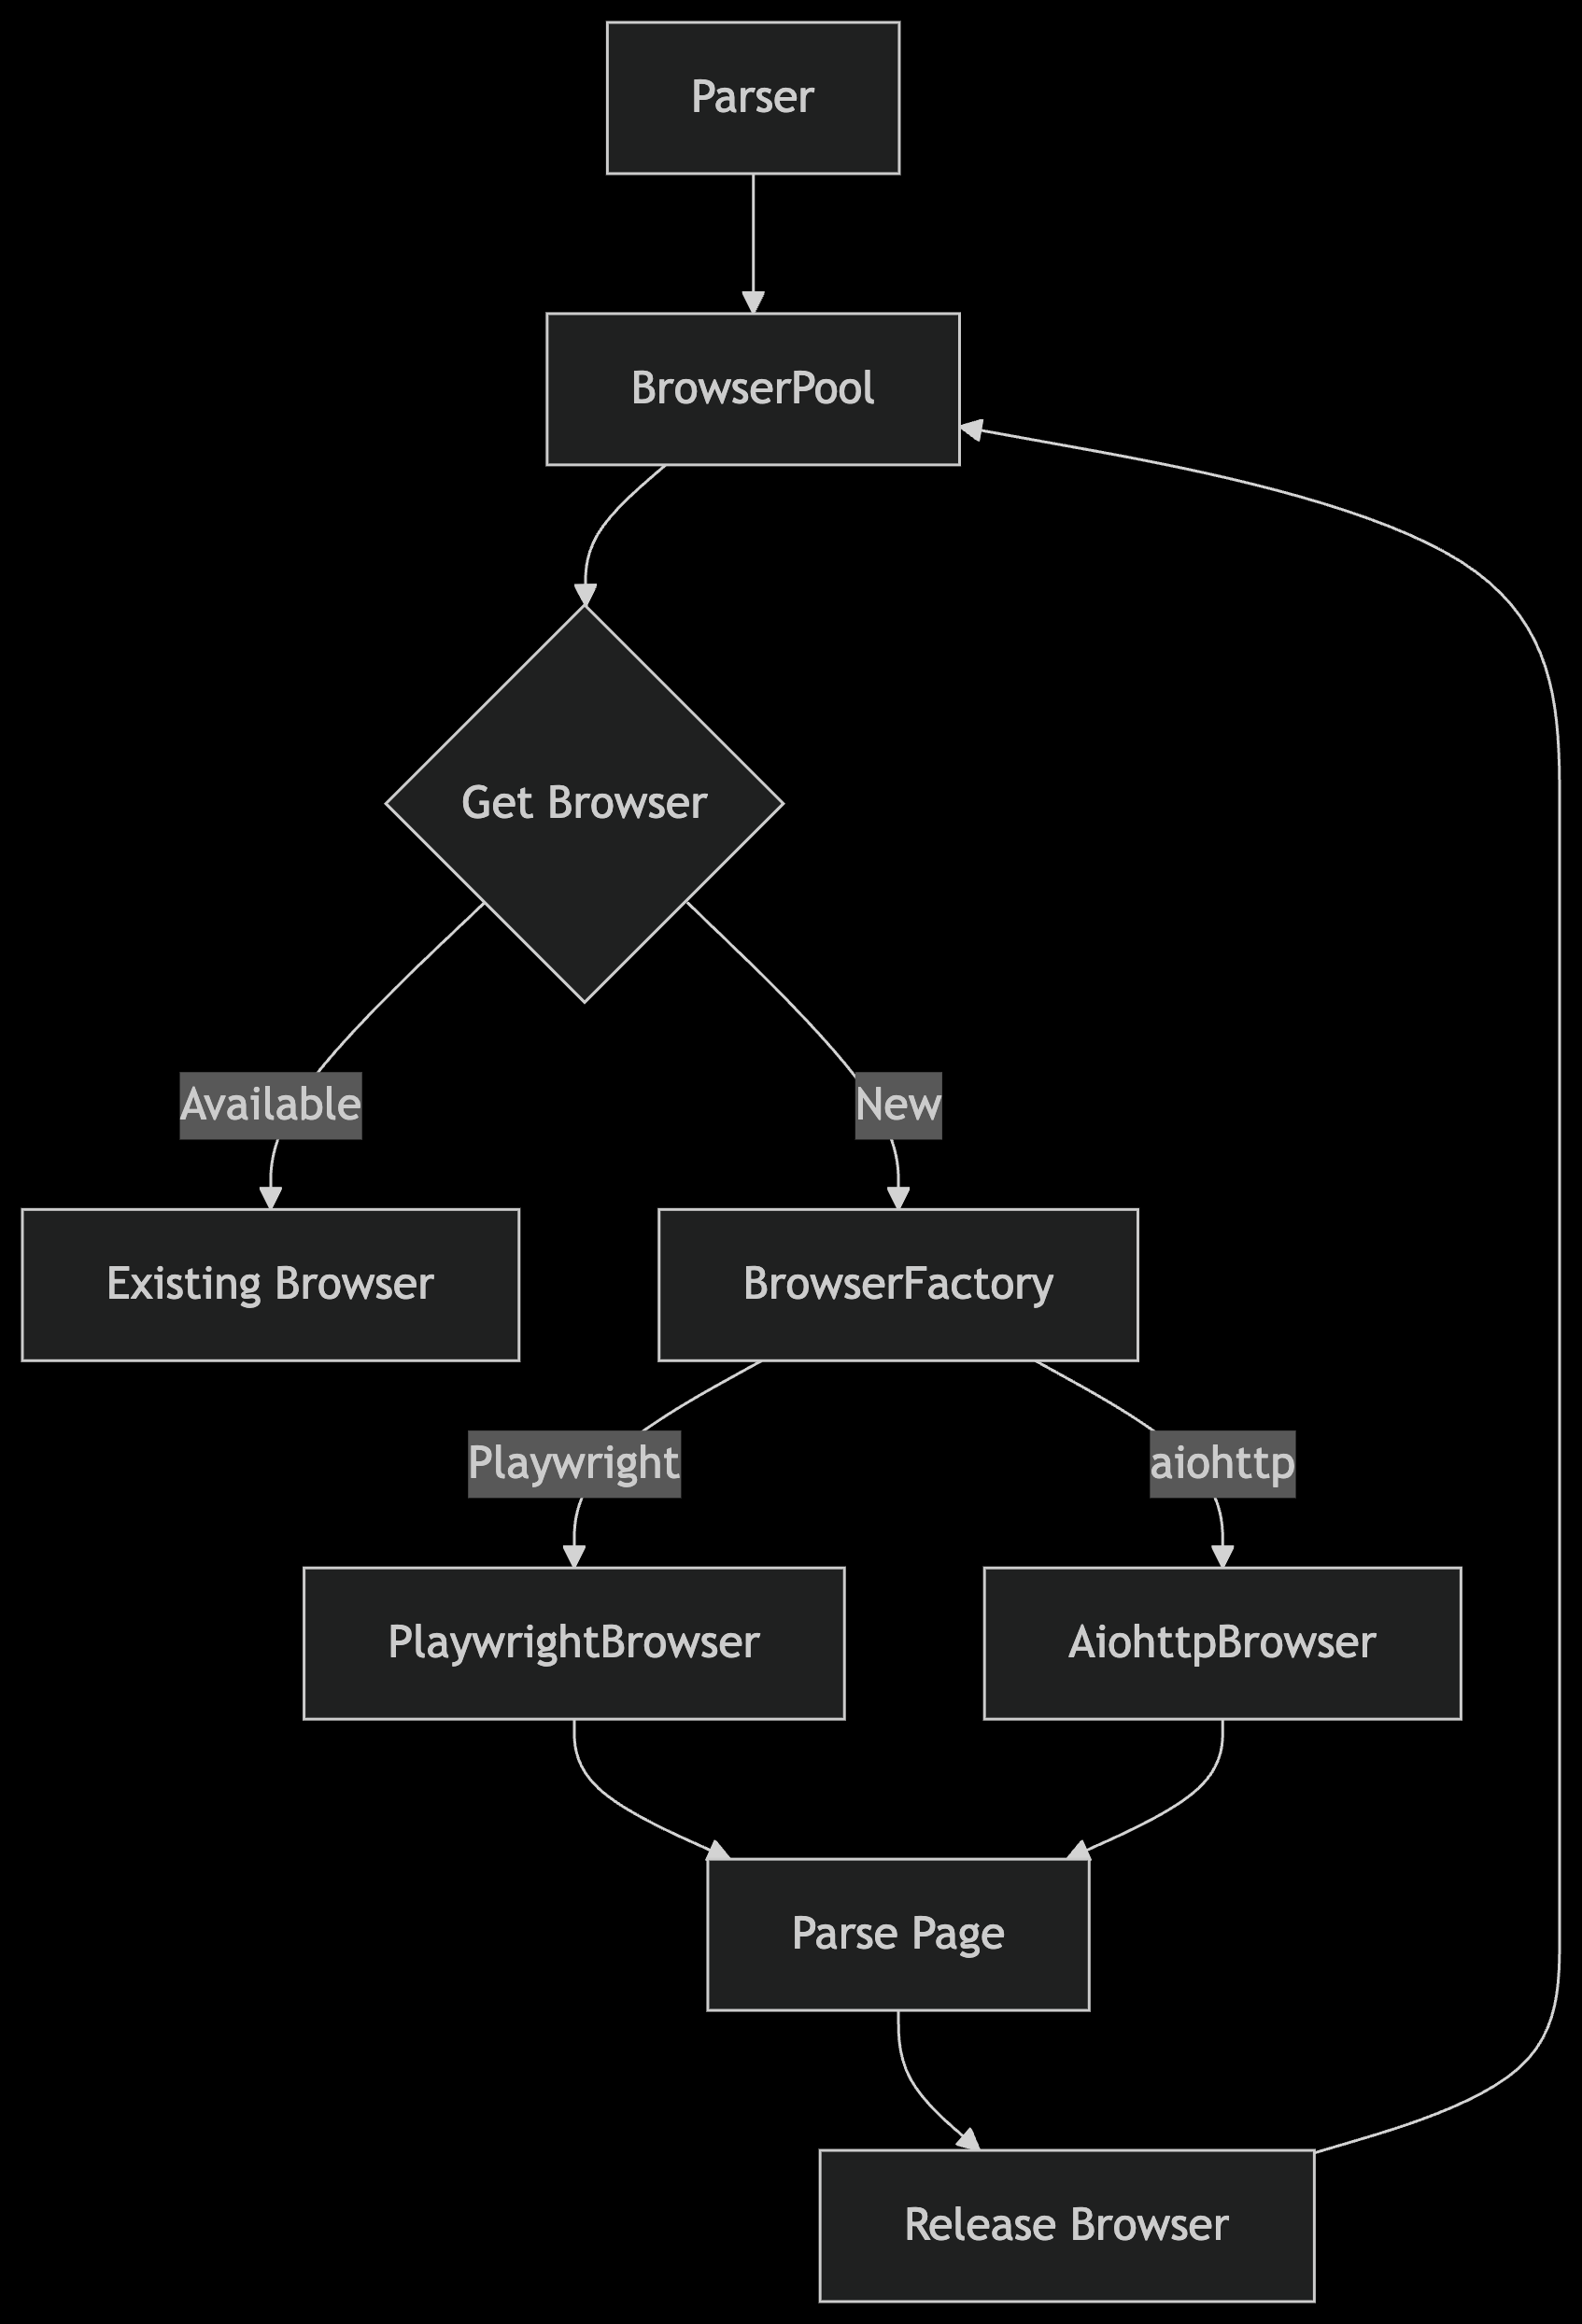 Parser
BrowserPool
Get Browser
Available
New
Existing Browser
BrowserFactory
Playwright
aiohttp
PlaywrightBrowser
AiohttpBrowser
Parse Page
Release Browser